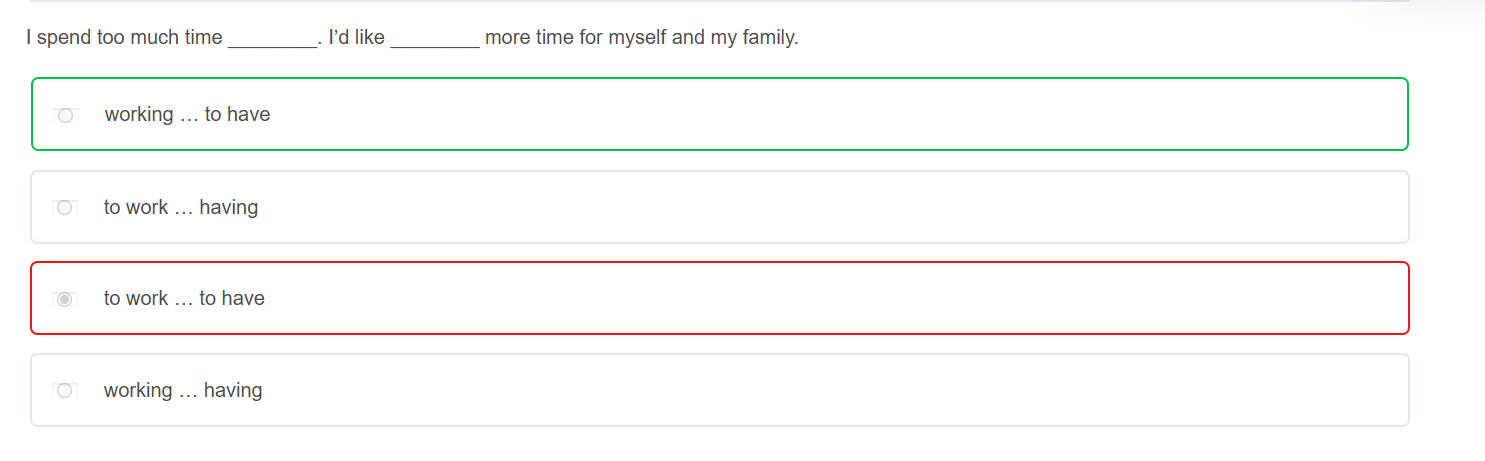 I spend too much time ________. I’d like ________ more time for myself and my family.
working … to have
to work … having
to work … to have
working … having